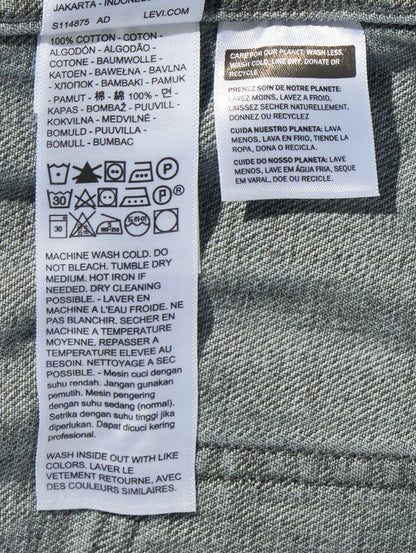 JAKARTA - INDONES
S114875 AD LEVI.COM
100% COTTON - COTON -
ALGODÓN - ALGODÃO -
COTONE - BAUMWOLLE -
KATOEN - BAWEŁNA - BAVLNA
- ХЛОПОК - ΒΑΜΒΑΚΙ - PAMUK
- PAMUT - 棉 - 綿 100% - 면 -
KAPAS - BOMBAŽ - PUUVILL -
KOKVILNA - MEDVILNĖ -
BOMULD - PUUVILLA -
BOMULL - BUMBAC
P
30 P®
30
MACHINE WASH COLD. DO
NOT BLEACH. TUMBLE DRY
MEDIUM. HOT IRON IF
NEEDED. DRY CLEANING
POSSIBLE. - LAVER EN
MACHINE A L'EAU FROIDE. NE
PAS BLANCHIR. SECHER EN
MACHINE A TEMPERATURE
MOYENNE. REPASSER A
TEMPERATURE ELEVEE AU
BESOIN. NETTOYAGE A SEC
POSSIBLE. - Mesin cuci dengan
suhu rendah. Jangan gunakan
pemutih. Mesin pengering
dengan suhu sedang (normal).
Setrika dengan suhu tinggi jika
diperlukan. Dapat dicuci kering
profesional.
WASH INSIDE OUT WITH LIKE
COLORS. LAVER LE
VETEMENT RETOURNE, AVEC
DES COULEURS SIMILAIRES.
CARE FOR OUR PLANET: WASH LESS,
WASH COLD, LINE DRY, DONATE OR
RECYCLE
PRENEZ SOIN DE NOTRE PLANET:
LAVEZ MOINS, LAVEZ A FROID,
LAISSEZ SECHER NATURELLEMENT,
DONNEZ OU RECYCLEZ.
CUIDA NUESTRO PLANETA: LAVA
MENOS, LAVA EN FRIO, TIENDE LA
ROPA, DONA O RECICLA.
CUIDE DO NOSSO PLANETA: LAVE
MENOS, LAVE EM ÁGUA FRIA, SEQUE
EM VARAL, DOE OU RECICLE.